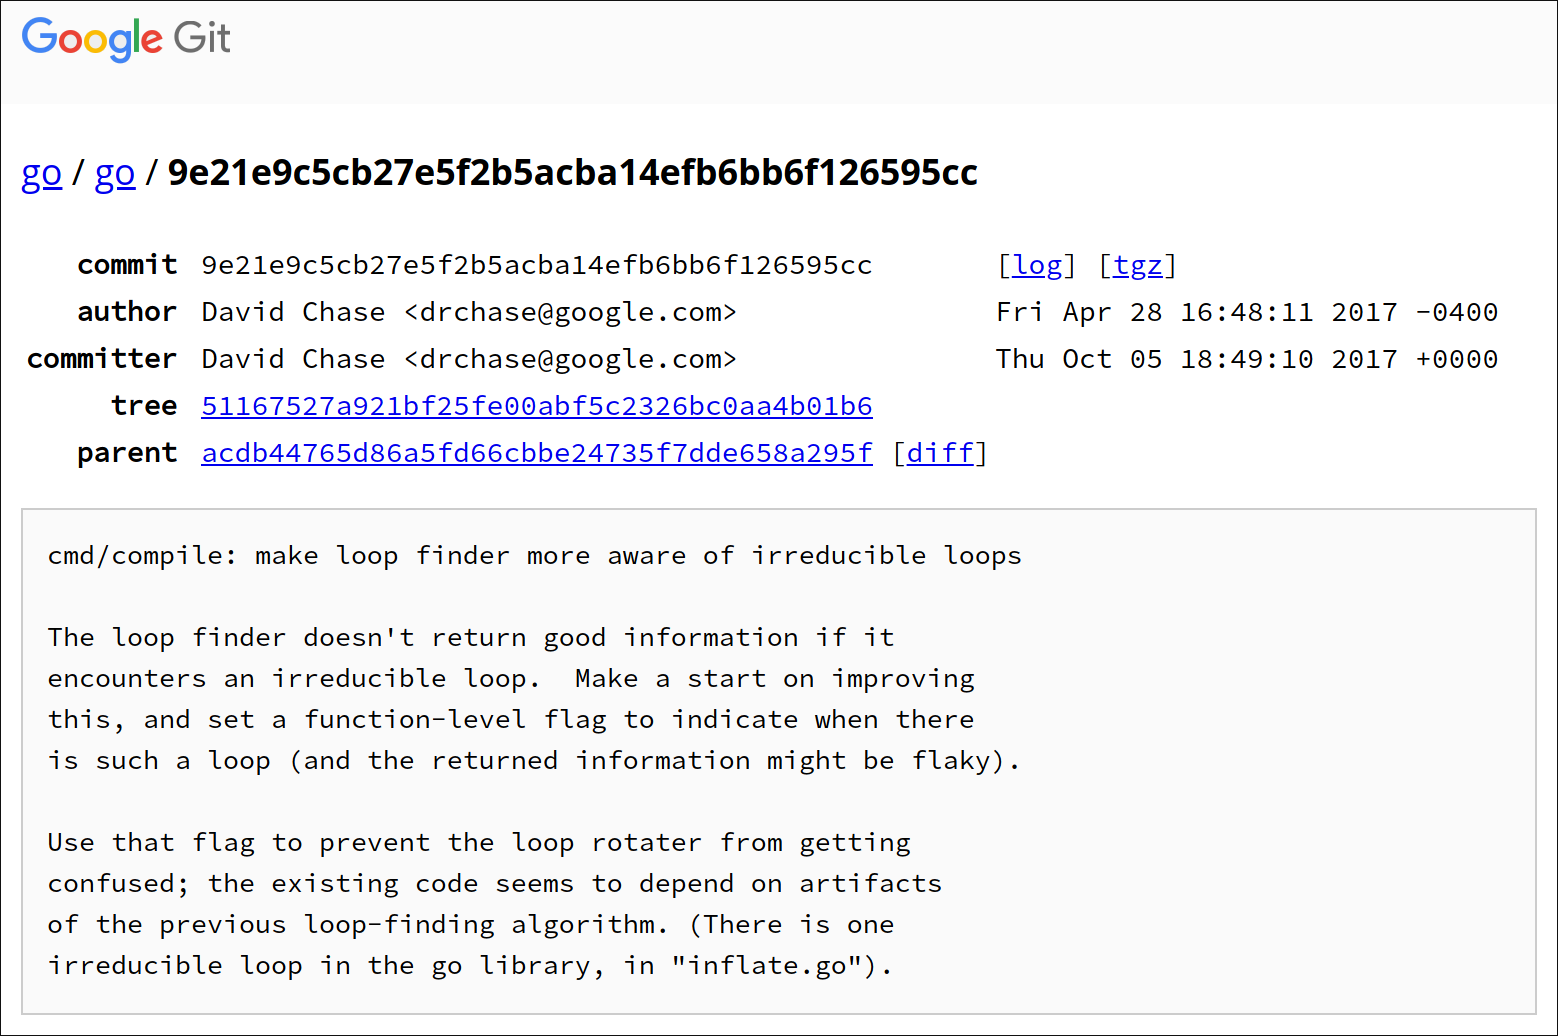 Google Git
go / go / 9e21e9c5cb27e5f2b5acba14efb6bb6f126595cc
commit 9e21e9c5cb27e5f2b5acba14efb6bb6f126595cc [log] [tgz]
author David Chase <drchase@google.com> Fri Apr 28 16:48:11 2017 -0400
committer David Chase <drchase@google.com> Thu Oct 05 18:49:10 2017 +0000
tree 51167527a921bf25fe00abf5c2326bc0aa4b01b6
parent acdb44765d86a5fd66cbbe24735f7dde658a295f [diff]
cmd/compile: make loop finder more aware of irreducible loops
The loop finder doesn't return good information if it
encounters an irreducible loop.  Make a start on improving
this, and set a function-level flag to indicate when there
is such a loop (and the returned information might be flaky).
Use that flag to prevent the loop rotater from getting
confused; the existing code seems to depend on artifacts
of the previous loop-finding algorithm. (There is one
irreducible loop in the go library, in "inflate.go").